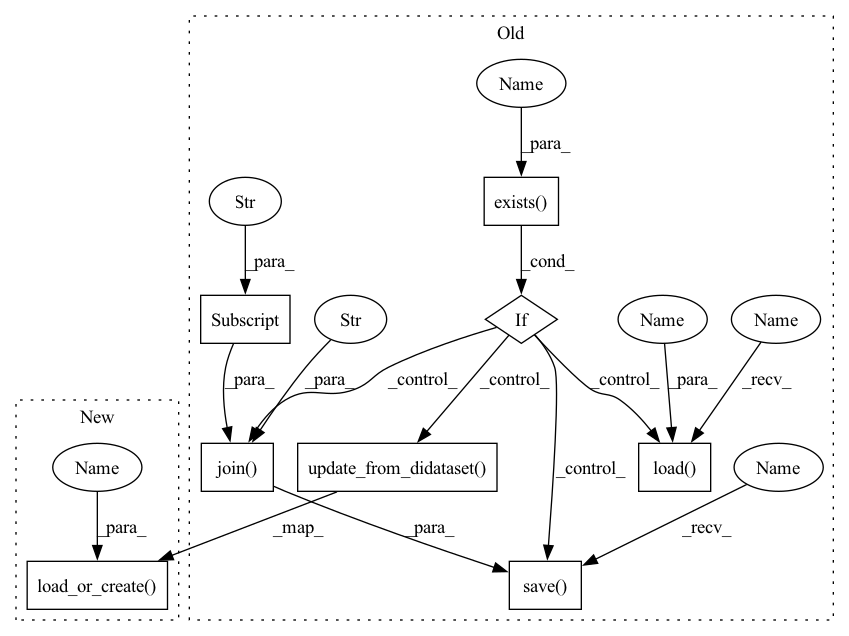 Old
Name
_para_
Str
exists()
_para_
_cond_
Subscript
Str
If
Name
Name
_para_
_para_
_control_
_control_
_control_
_para_
_recv_
New
Name
join()
update_from_didataset()
_control_
load()
Name
_para_
_map_
_para_
_recv_
load_or_create()
save()